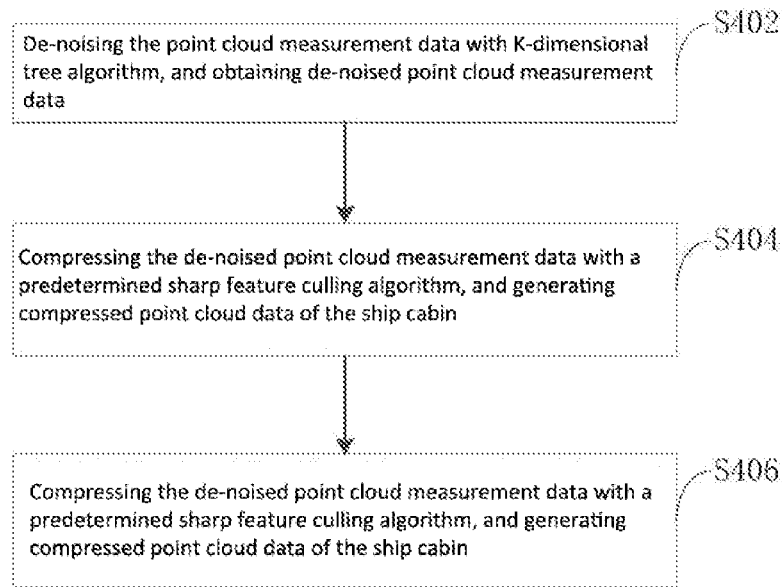 S402
De-noising the point cloud measurement data with K-dimensional
tree algorithm, and obtaining de-noised point cloud measurement
data
S404
Compressing the de-noised point cloud measurement data with a
predetermined sharp feature culling algorithm, and generating
compressed point cloud data of the ship cabin
S406
Compressing the de-noised point cloud measurement data with a
predetermined sharp feature culling algorithm, and generating
compressed point cloud data of the ship cabin